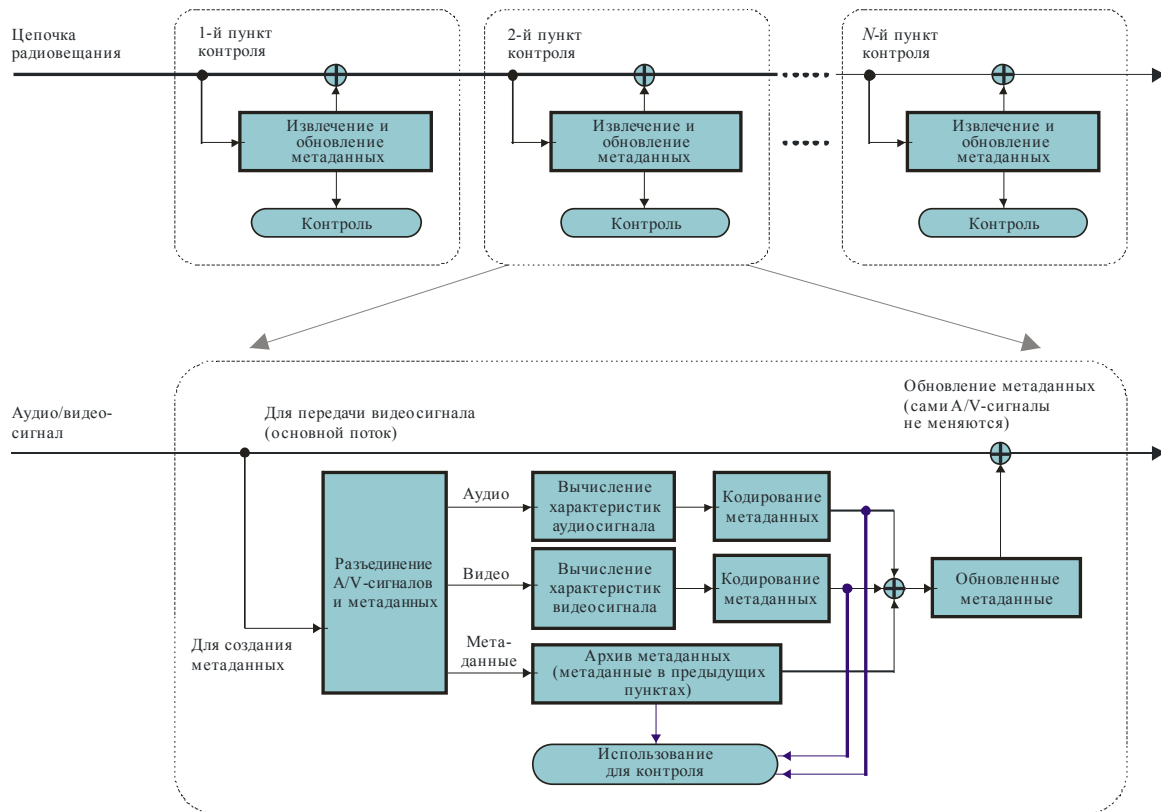 Цепочка
радиовещания
1-й пункт
контроля
2-й пункт
контроля
N-й пункт
контроля
Извлечение и
обновление
метаданных
Извлечение и
обновление
метаданных
Извлечение и
обновление
метаданных
Контроль
Контроль
Контроль
Аудио/видео-
сигнал
Для передачи видеосигнала
(основной поток)
Обновление метаданных
(сами A/V-сигналы
не меняются)
Разъединение
A/V-сигналов
и метаданных
Аудио
Вычисление
характеристик
аудиосигнала
Кодирование
метаданных
Видео
Вычисление
характеристик
видеосигнала
Кодирование
метаданных
Обновленные
метаданные
Для создания
метаданных
Мета-
данные
Архив метаданных
(метаданные в предыдущих
пунктах)
Использование
для контроля